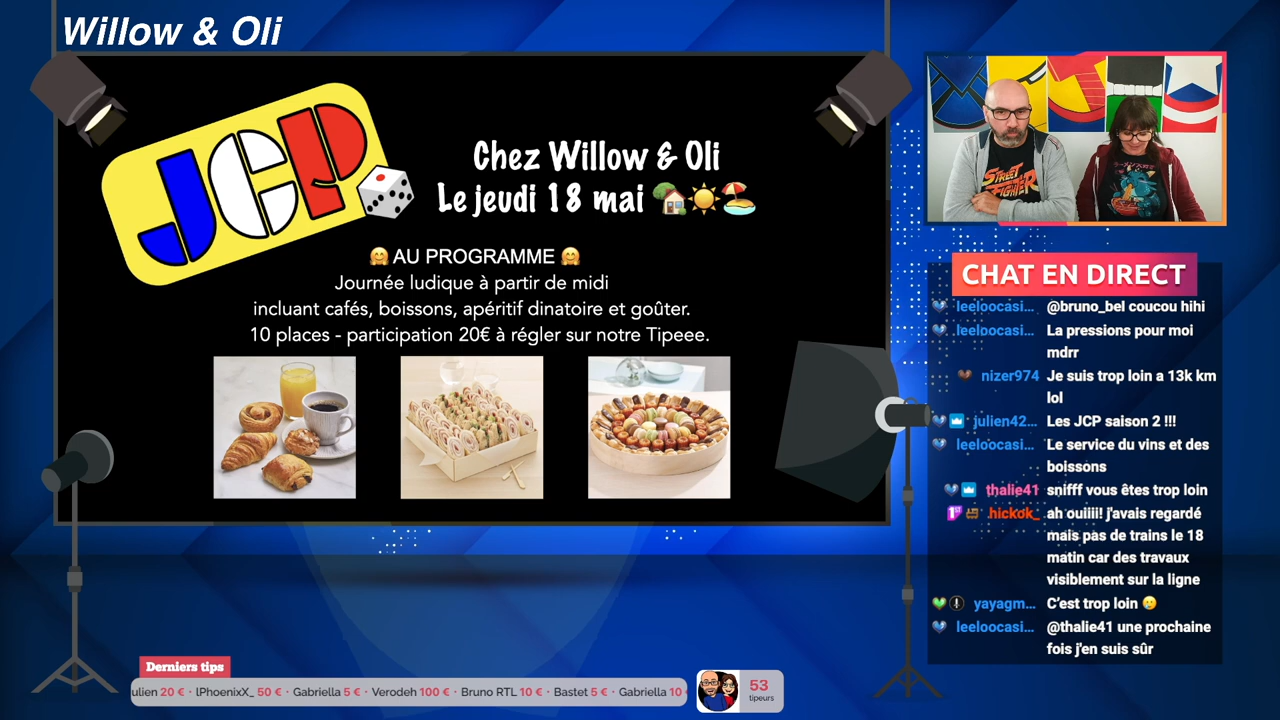 Willow & Oli
JCP
Chez Willow & Oli
Le jeudi 18 mai 🏡☀️🏖️
🤗 AU PROGRAMME 🤗
Journée ludique à partir de midi
incluant cafés, boissons, apéritif dinatoire et goûter.
10 places - participation 20€ à régler sur notre Tipeee.
STREET
FIGHTER
CHAT EN DIRECT
leeloocasi... @bruno_bel coucou hihi
leeloocasi... La pressions pour moi
mdrr
nizer974 Je suis trop loin a 13k km
lol
julien42... Les JCP saison 2 !!!
leeloocasi... Le service du vins et des
boissons
thalie41 snifff vous êtes trop loin
hickok_ ah ouiiii! j'avais regardé
mais pas de trains le 18
matin car des travaux
visiblement sur la ligne
yayagm... C'est trop loin 🥲
leeloocasi... @thalie41 une prochaine
fois j'en suis sûr
Derniers tips
ulien 20 € · IPhoenixX_ 50 € · Gabriella 5 € · Verodeh 100 € · Bruno RTL 10 € · Bastet 5 € · Gabriella 10
53
tipeurs